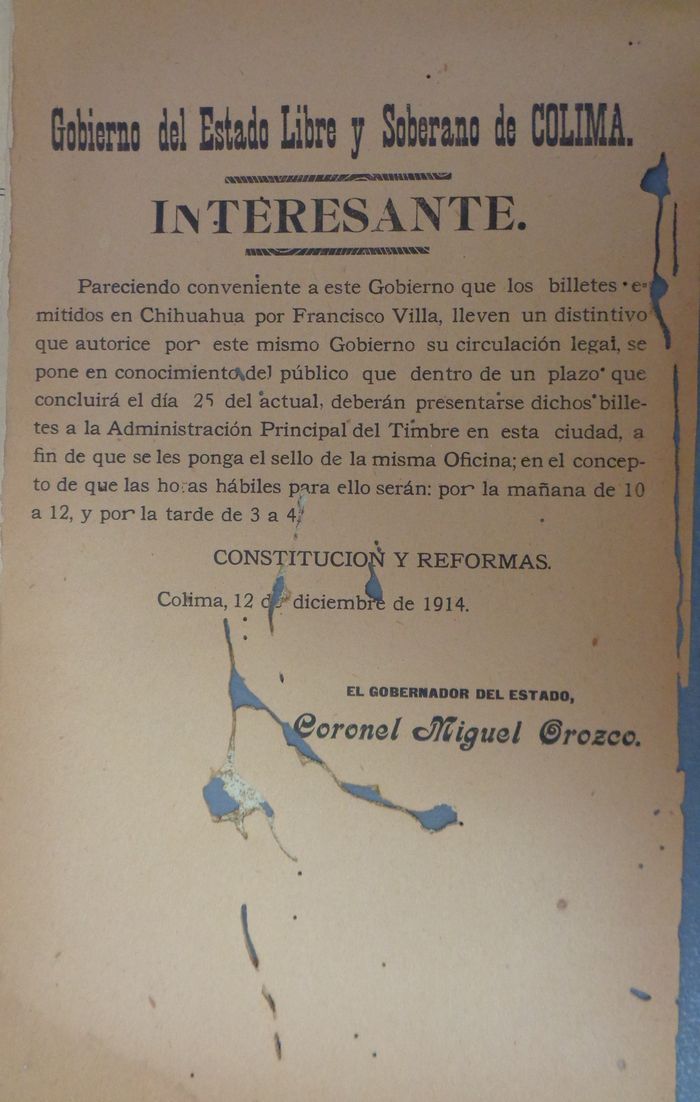 Gobierno del Estado Libre y Soberano de COLIMA.
INTERESANTE.
Pareciendo conveniente a este Gobierno que los billetes e-
mitidos en Chihuahua por Francisco Villa, lleven un distintivo
que autorice por este mismo Gobierno su circulación legal, se
pone en conocimiento del público que dentro de un plazo que
concluirá el día 25 del actual, deberán presentarse dichos bille-
tes a la Administración Principal del Timbre en esta ciudad, a
fin de que se les ponga el sello de la misma Oficina; en el concep-
to de que las horas hábiles para ello serán: por la mañana de 10
a 12, y por la tarde de 3 a 4.
CONSTITUCION Y REFORMAS.
Colima, 12 de diciembre de 1914.
EL GOBERNADOR DEL ESTADO,
Coronel Miguel Orozco.